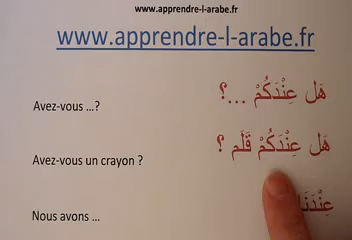 www.apprendre-l-arabe.fr
www.apprendre-l-arabe.fr
Avez-vous ...? هَل عِنْدَكُمْ ...؟
Avez-vous un crayon ? هَل عِنْدَكُمْ قَلَم ؟
Nous avons ...